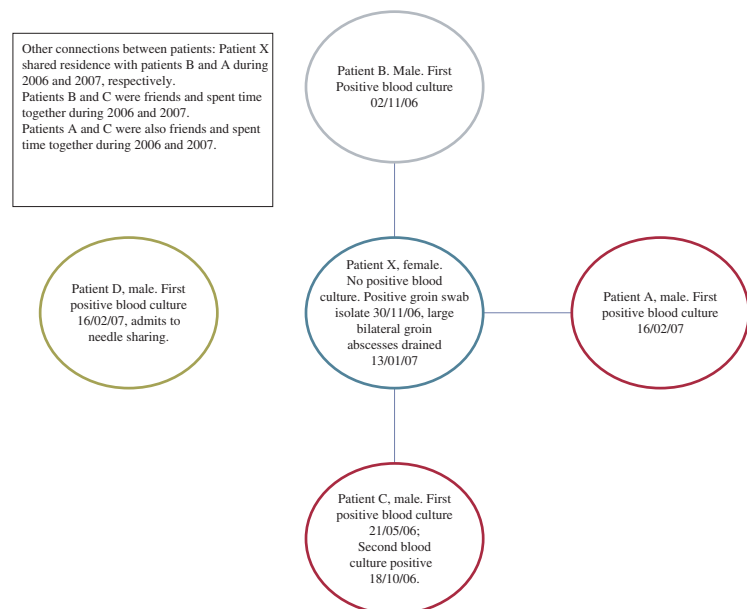 Other connections between patients: Patient X
shared residence with patients B and A during
2006 and 2007, respectively.
Patients B and C were friends and spent time
together during 2006 and 2007.
Patients A and C were also friends and spent
time together during 2006 and 2007.
Patient B. Male. First
Positive blood culture
02/11/06
Patient D, male. First
positive blood culture
16/02/07, admits to
needle sharing.
Patient X, female.
No positive blood
culture. Positive groin swab
isolate 30/11/06, large
bilateral groin
abscesses drained
13/01/07
Patient A, male. First
positive blood culture
16/02/07
Patient C, male. First
positive blood culture
21/05/06;
Second blood
culture positive
18/10/06.